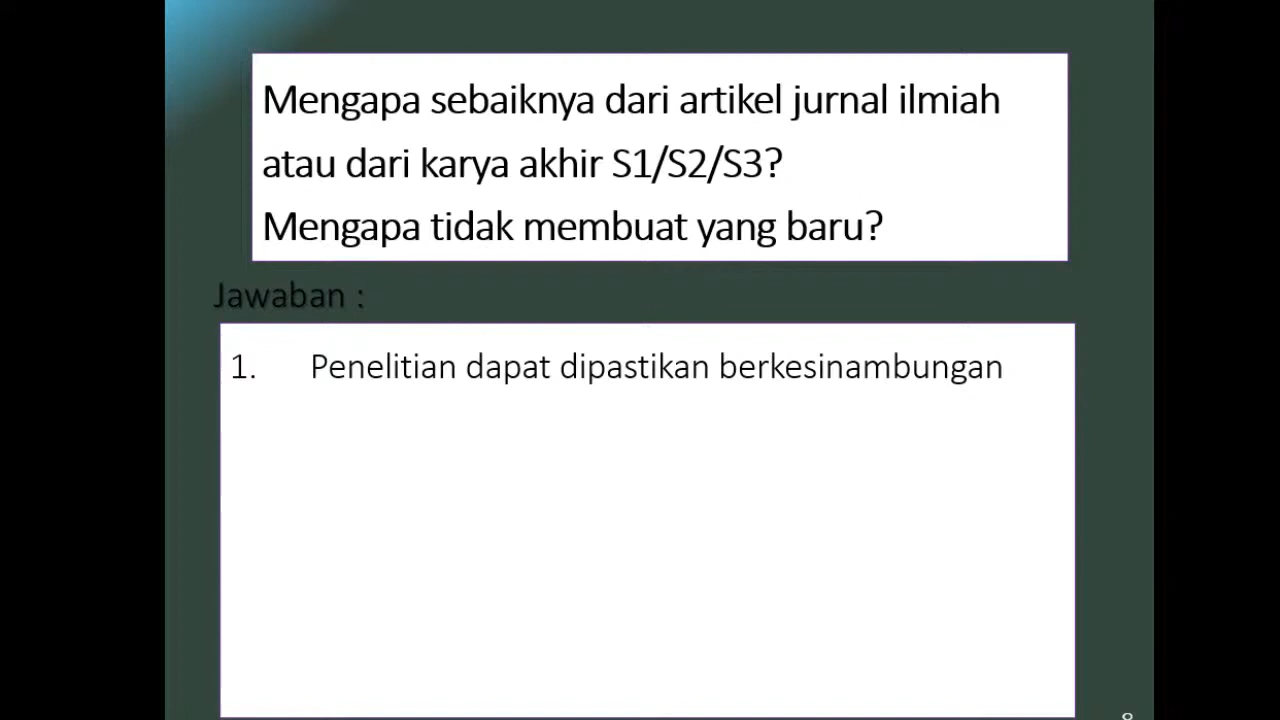 Mengapa sebaiknya dari artikel jurnal ilmiah
atau dari karya akhir S1/S2/S3?
Mengapa tidak membuat yang baru?
Jawaban :
1. Penelitian dapat dipastikan berkesinambungan
8